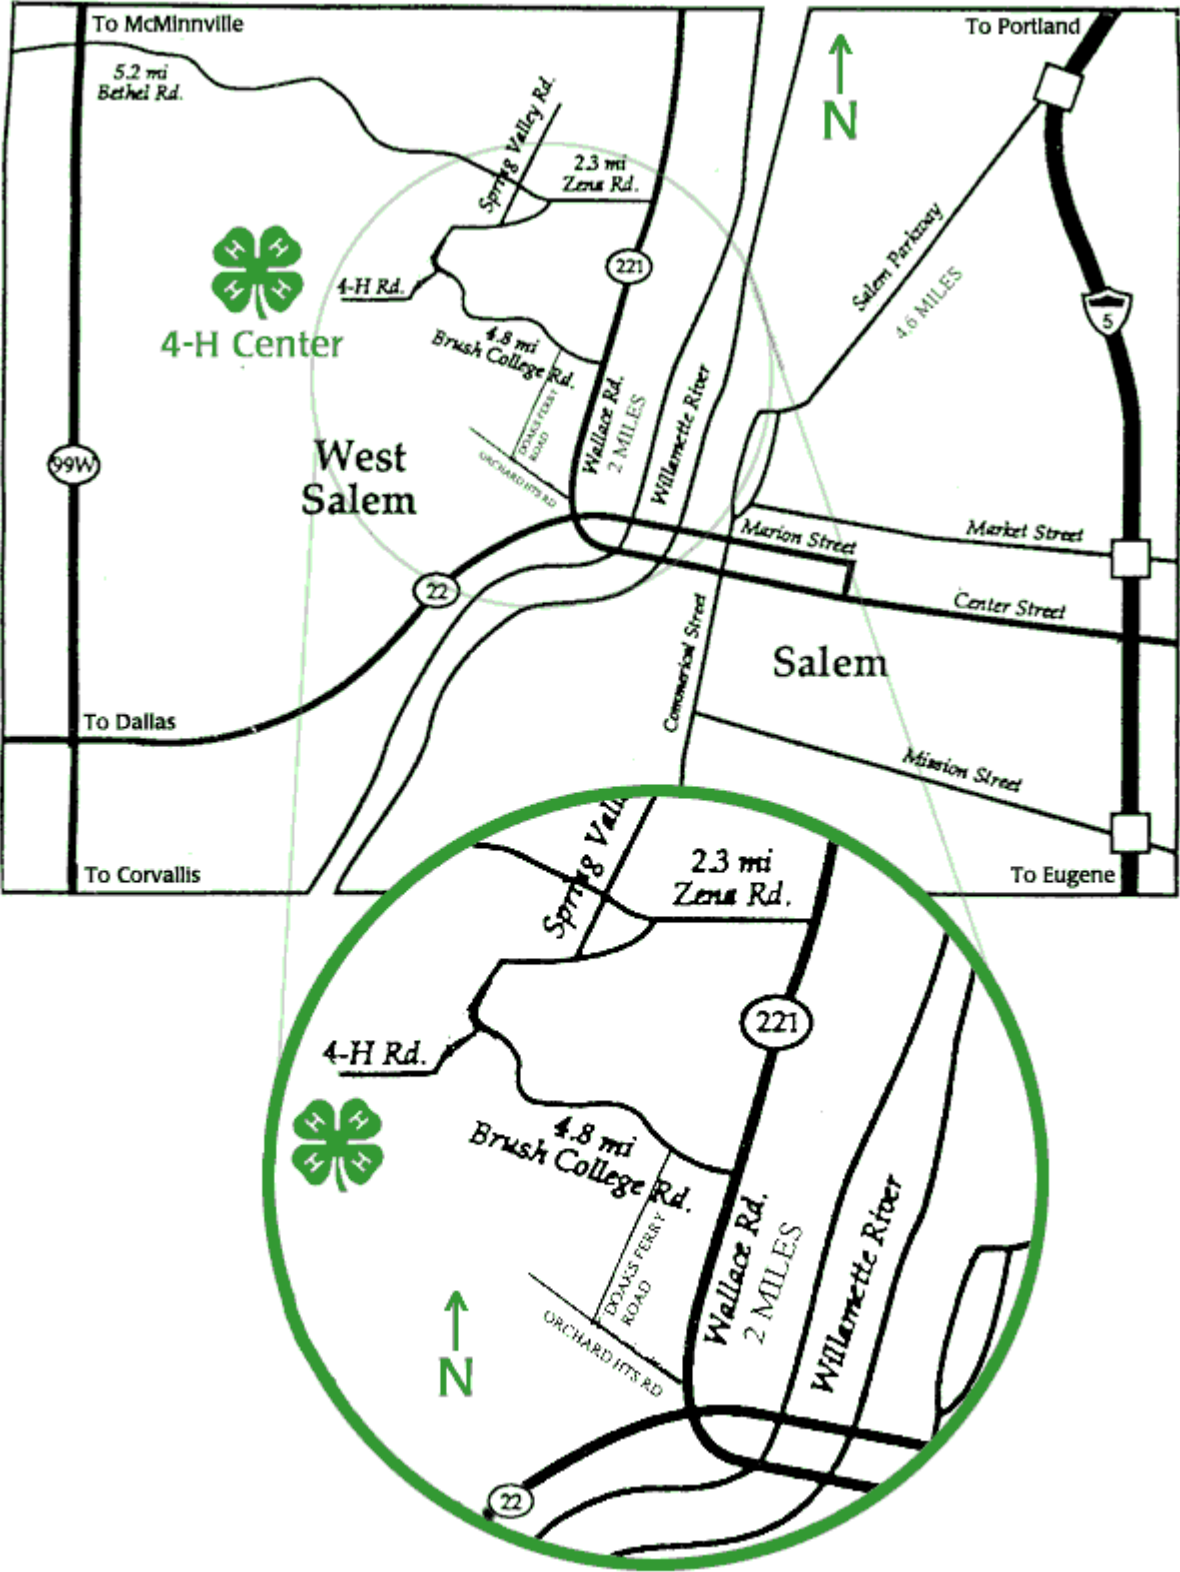 To McMinnville
5.2 mi
Bethel Rd.
To Portland
N
Spring Valley Rd.
2.3 mi
Zena Rd.
221
Salem Parkway
4.6 MILES
5
H H
H H
4-H Center
4-H Rd.
4.8 mi
Brush College Rd.
DOAKS FERRY
ROAD
ORCHARD HTS RD
Wallace Rd.
2 MILES
Willamette River
99W
West
Salem
Marion Street
Market Street
22
Center Street
Commerical Street
Salem
To Dallas
Mission Street
To Corvallis
To Eugene
Spring Vall
2.3 mi
Zena Rd.
221
4-H Rd.
H H
H H
4.8 mi
Brush College Rd.
DOAKS FERRY
ROAD
ORCHARD HTS RD
Wallace Rd.
2 MILES
Willamette River
N
22